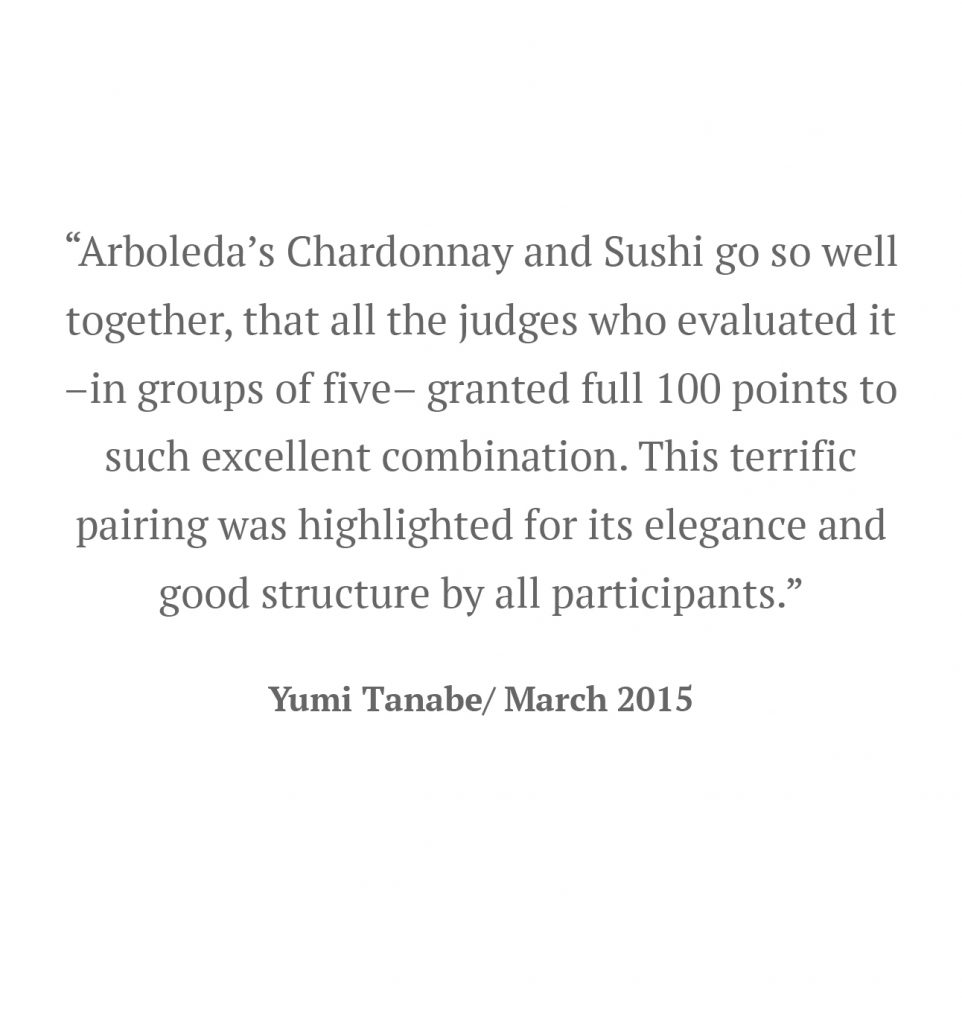 “Arboleda’s Chardonnay and Sushi go so well
together, that all the judges who evaluated it
–in groups of five– granted full 100 points to
such excellent combination. This terrific
pairing was highlighted for its elegance and
good structure by all participants.”
Yumi Tanabe/ March 2015